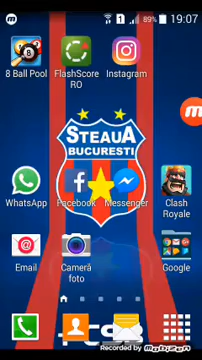 89% 19:07
8 Ball Pool
FlashScore
RO
Instagram
STEAUA
BUCURESTI
WhatsApp
Facebook
Messenger
Clash
Royale
Email
Cameră
foto
Google
Recorded by Mobizen